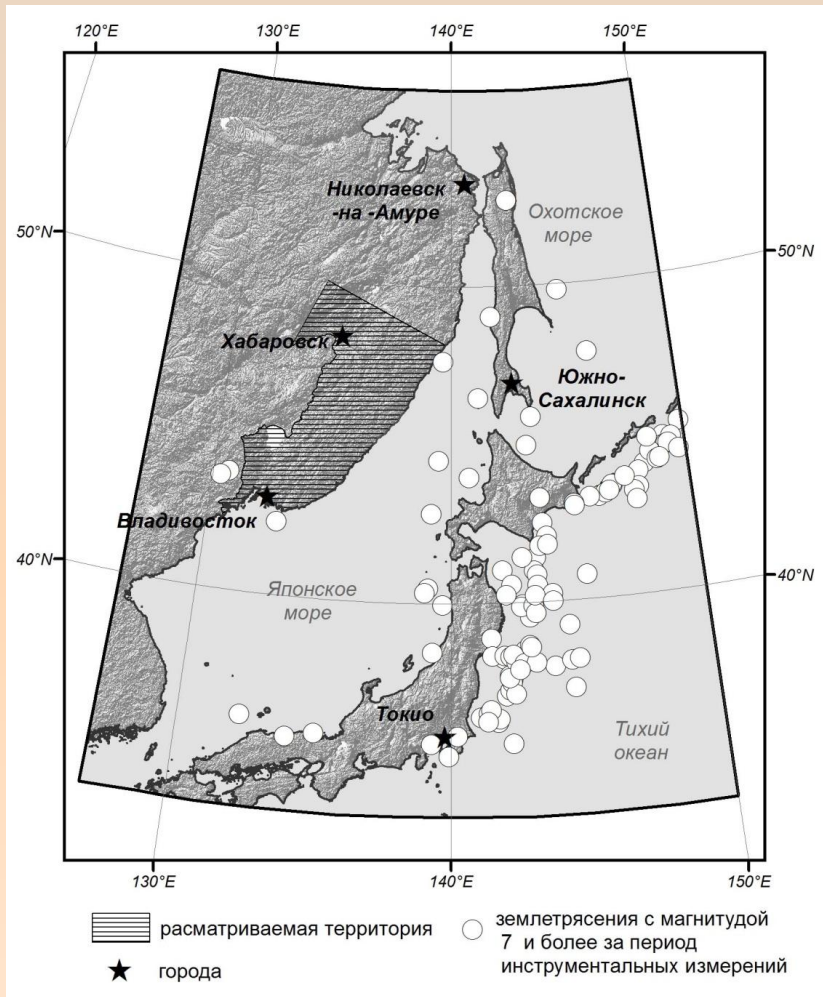 120°E
130°E
140°E
150°E
50°N
50°N
Николаевск
-на -Амуре
Охотское
море
Хабаровск
Южно-
Сахалинск
Владивосток
40°N
40°N
Японское
море
Токио
Тихий
океан
130°E
140°E
150°E
расматриваемая территория
города
землетрясения с магнитудой
7 и более за период
инструментальных измерений